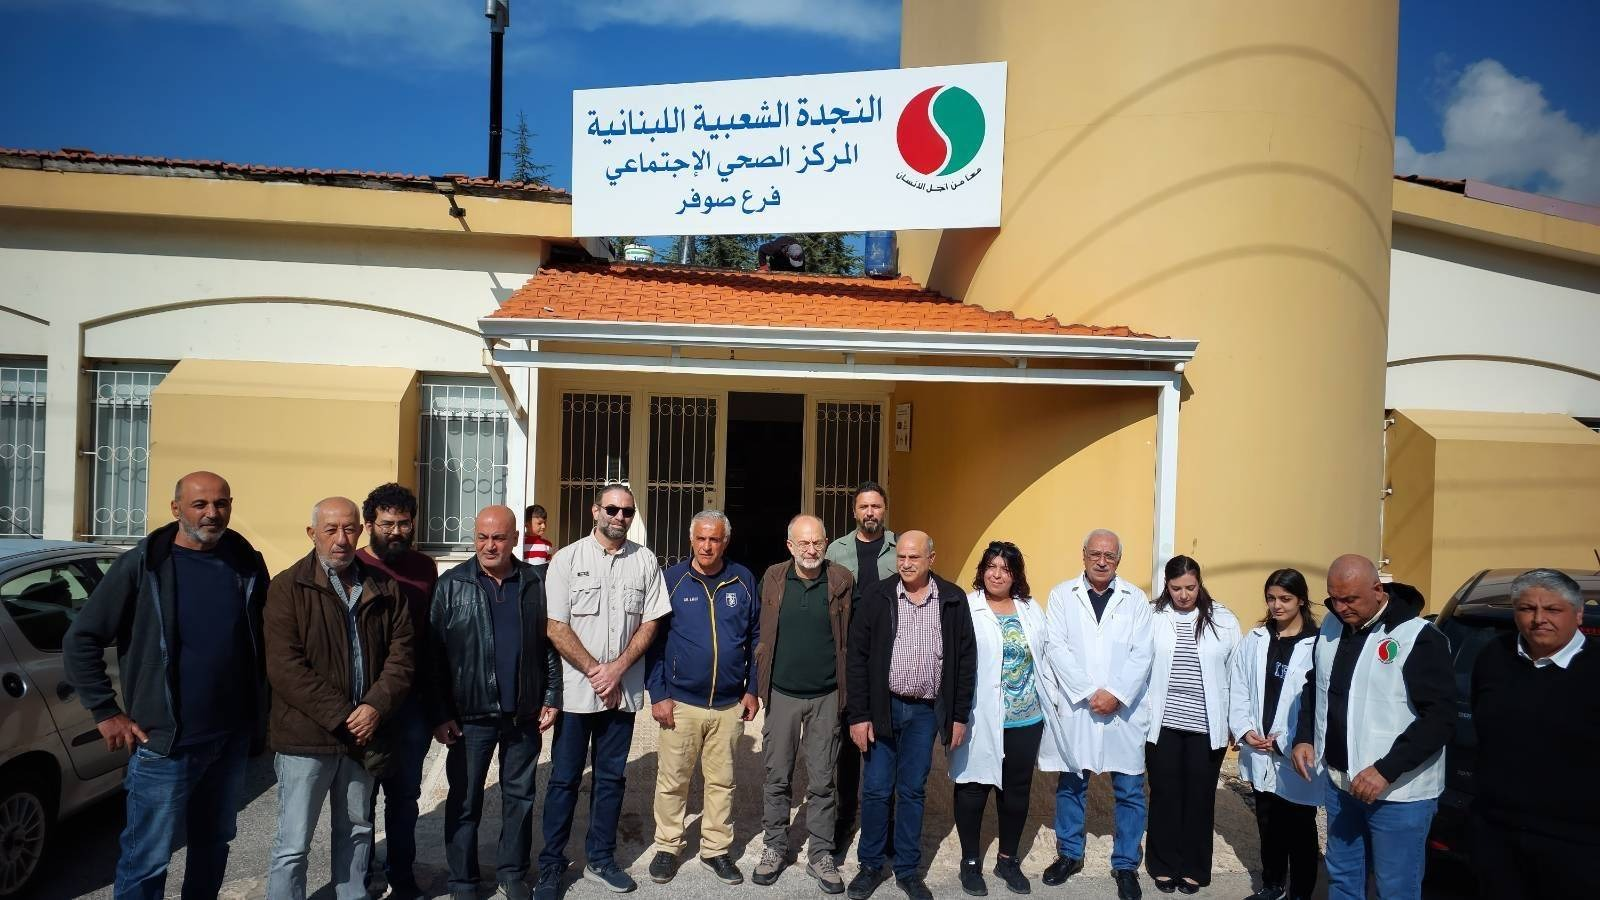 النجدة الشعبية اللبنانية
المركز الصحي الإجتماعي
فرع صوفر
معا من اجل الانسان